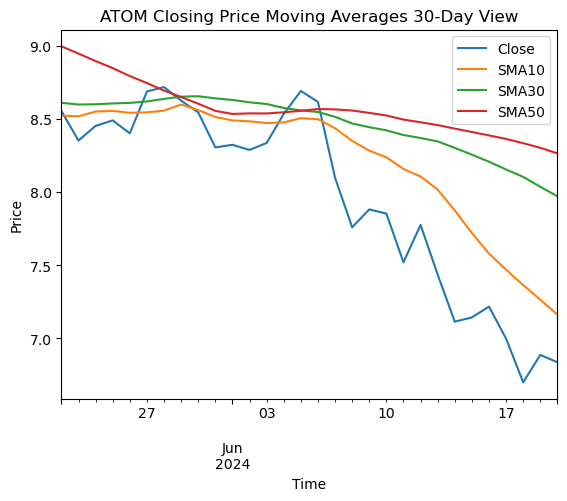 ATOM Closing Price Moving Averages 30-Day View
Close
SMA10
SMA30
SMA50
9.0
8.5
8.0
7.5
7.0
Price
27
03
10
17
Jun
2024
Time